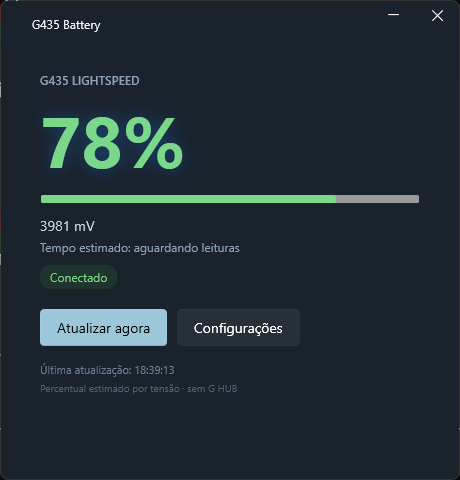 G435 Battery
G435 LIGHTSPEED
78%
3981 mV
Tempo estimado: aguardando leituras
Conectado
Atualizar agora
Configurações
Última atualização: 18:39:13
Percentual estimado por tensão · sem G HUB